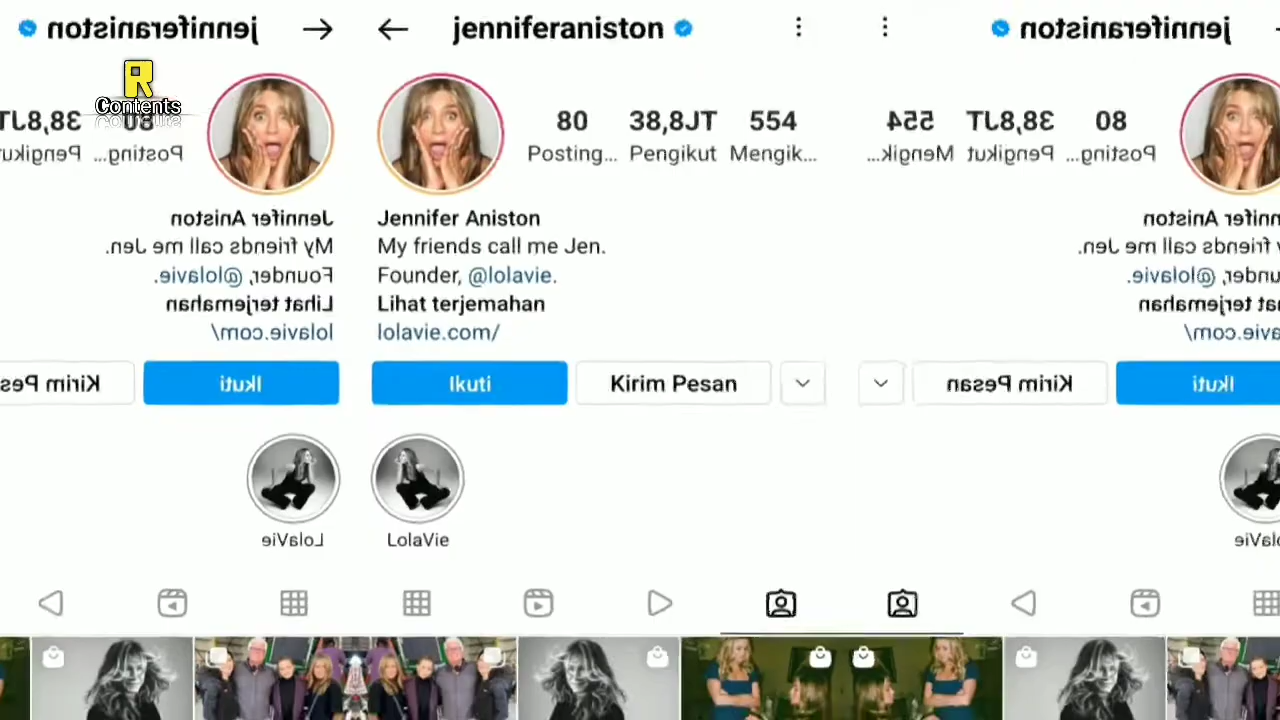 jenniferaniston
R
Contents
80 38,8JT 554
Posting... Pengikut Mengik...
Jennifer Aniston
My friends call me Jen.
Founder, @lolavie.
Lihat terjemahan
lolavie.com/
Ikuti Kirim Pesan
LolaVie